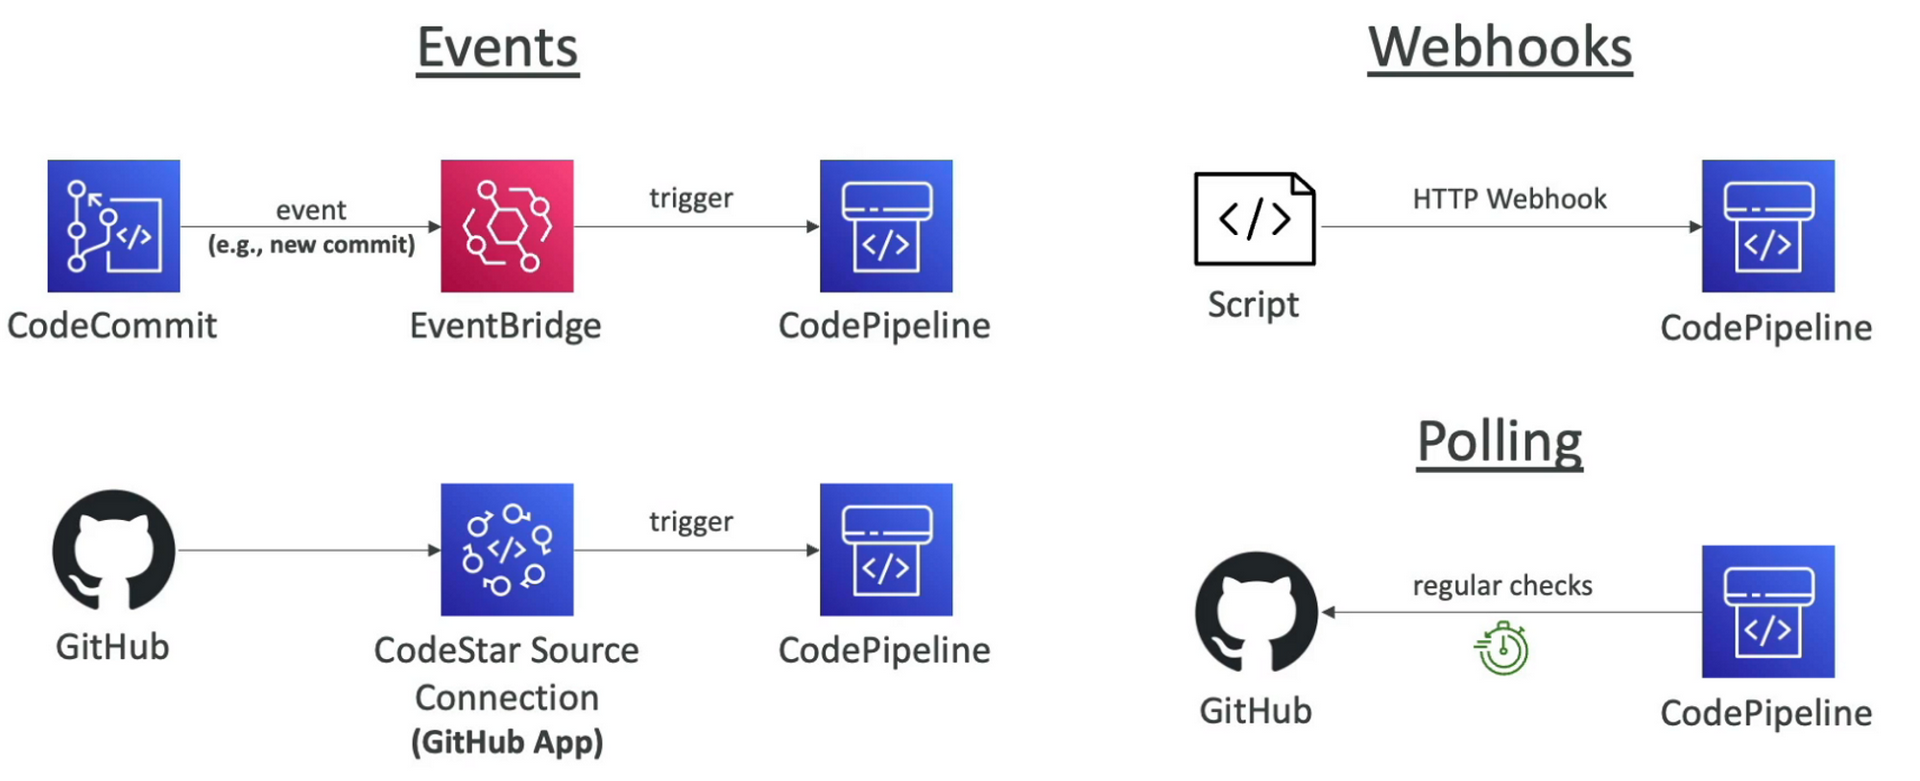 Events
event
(e.g., new commit)
trigger
CodeCommit
EventBridge
CodePipeline
trigger
GitHub
CodeStar Source
Connection
(GitHub App)
CodePipeline
Webhooks
HTTP Webhook
Script
CodePipeline
Polling
regular checks
GitHub
CodePipeline